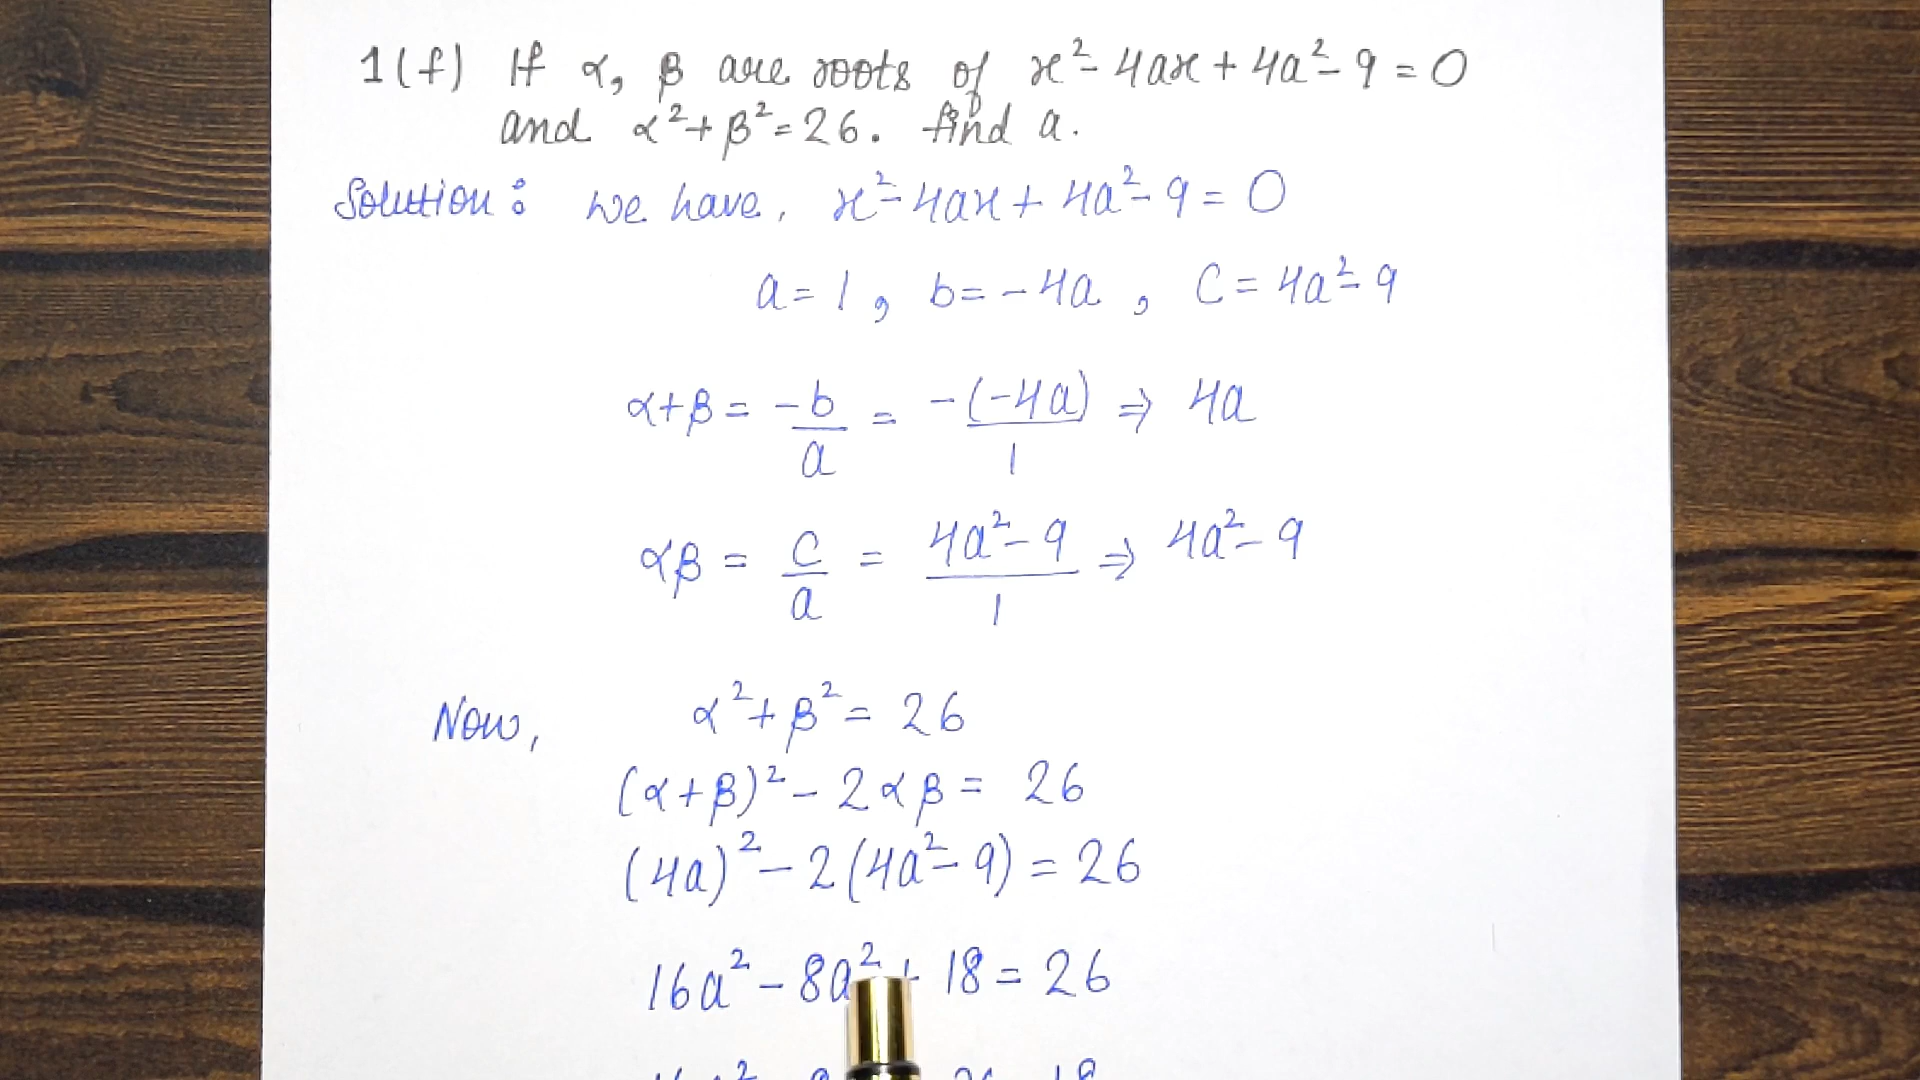 1(f) If α, β are roots of x² - 4ax + 4a² - 9 = 0
and α² + β² = 26. find a.
Solution: we have, x² - 4ax + 4a² - 9 = 0
a = 1, b = -4a, C = 4a² - 9
α+β = -b/a = -(-4a)/1 ⇒ 4a
αβ = c/a = 4a² - 9/1 ⇒ 4a² - 9
Now, α² + β² = 26
(α+β)² - 2αβ = 26
(4a)² - 2(4a² - 9) = 26
16a² - 8a² + 18 = 26